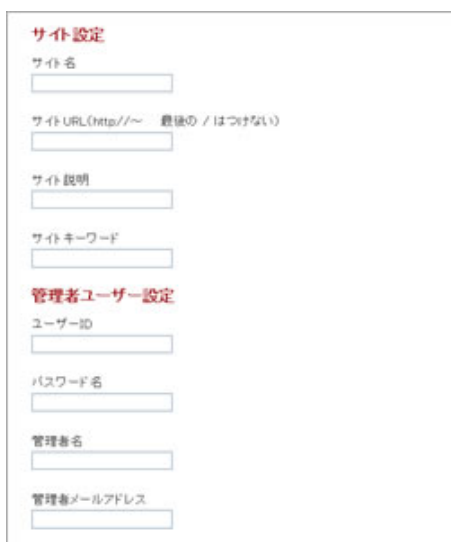 サイト設定
サイト名
サイトURL(http//～　最後の / はつけない)
サイト説明
サイトキーワード
管理者ユーザー設定
ユーザーID
パスワード名
管理者名
管理者メールアドレス